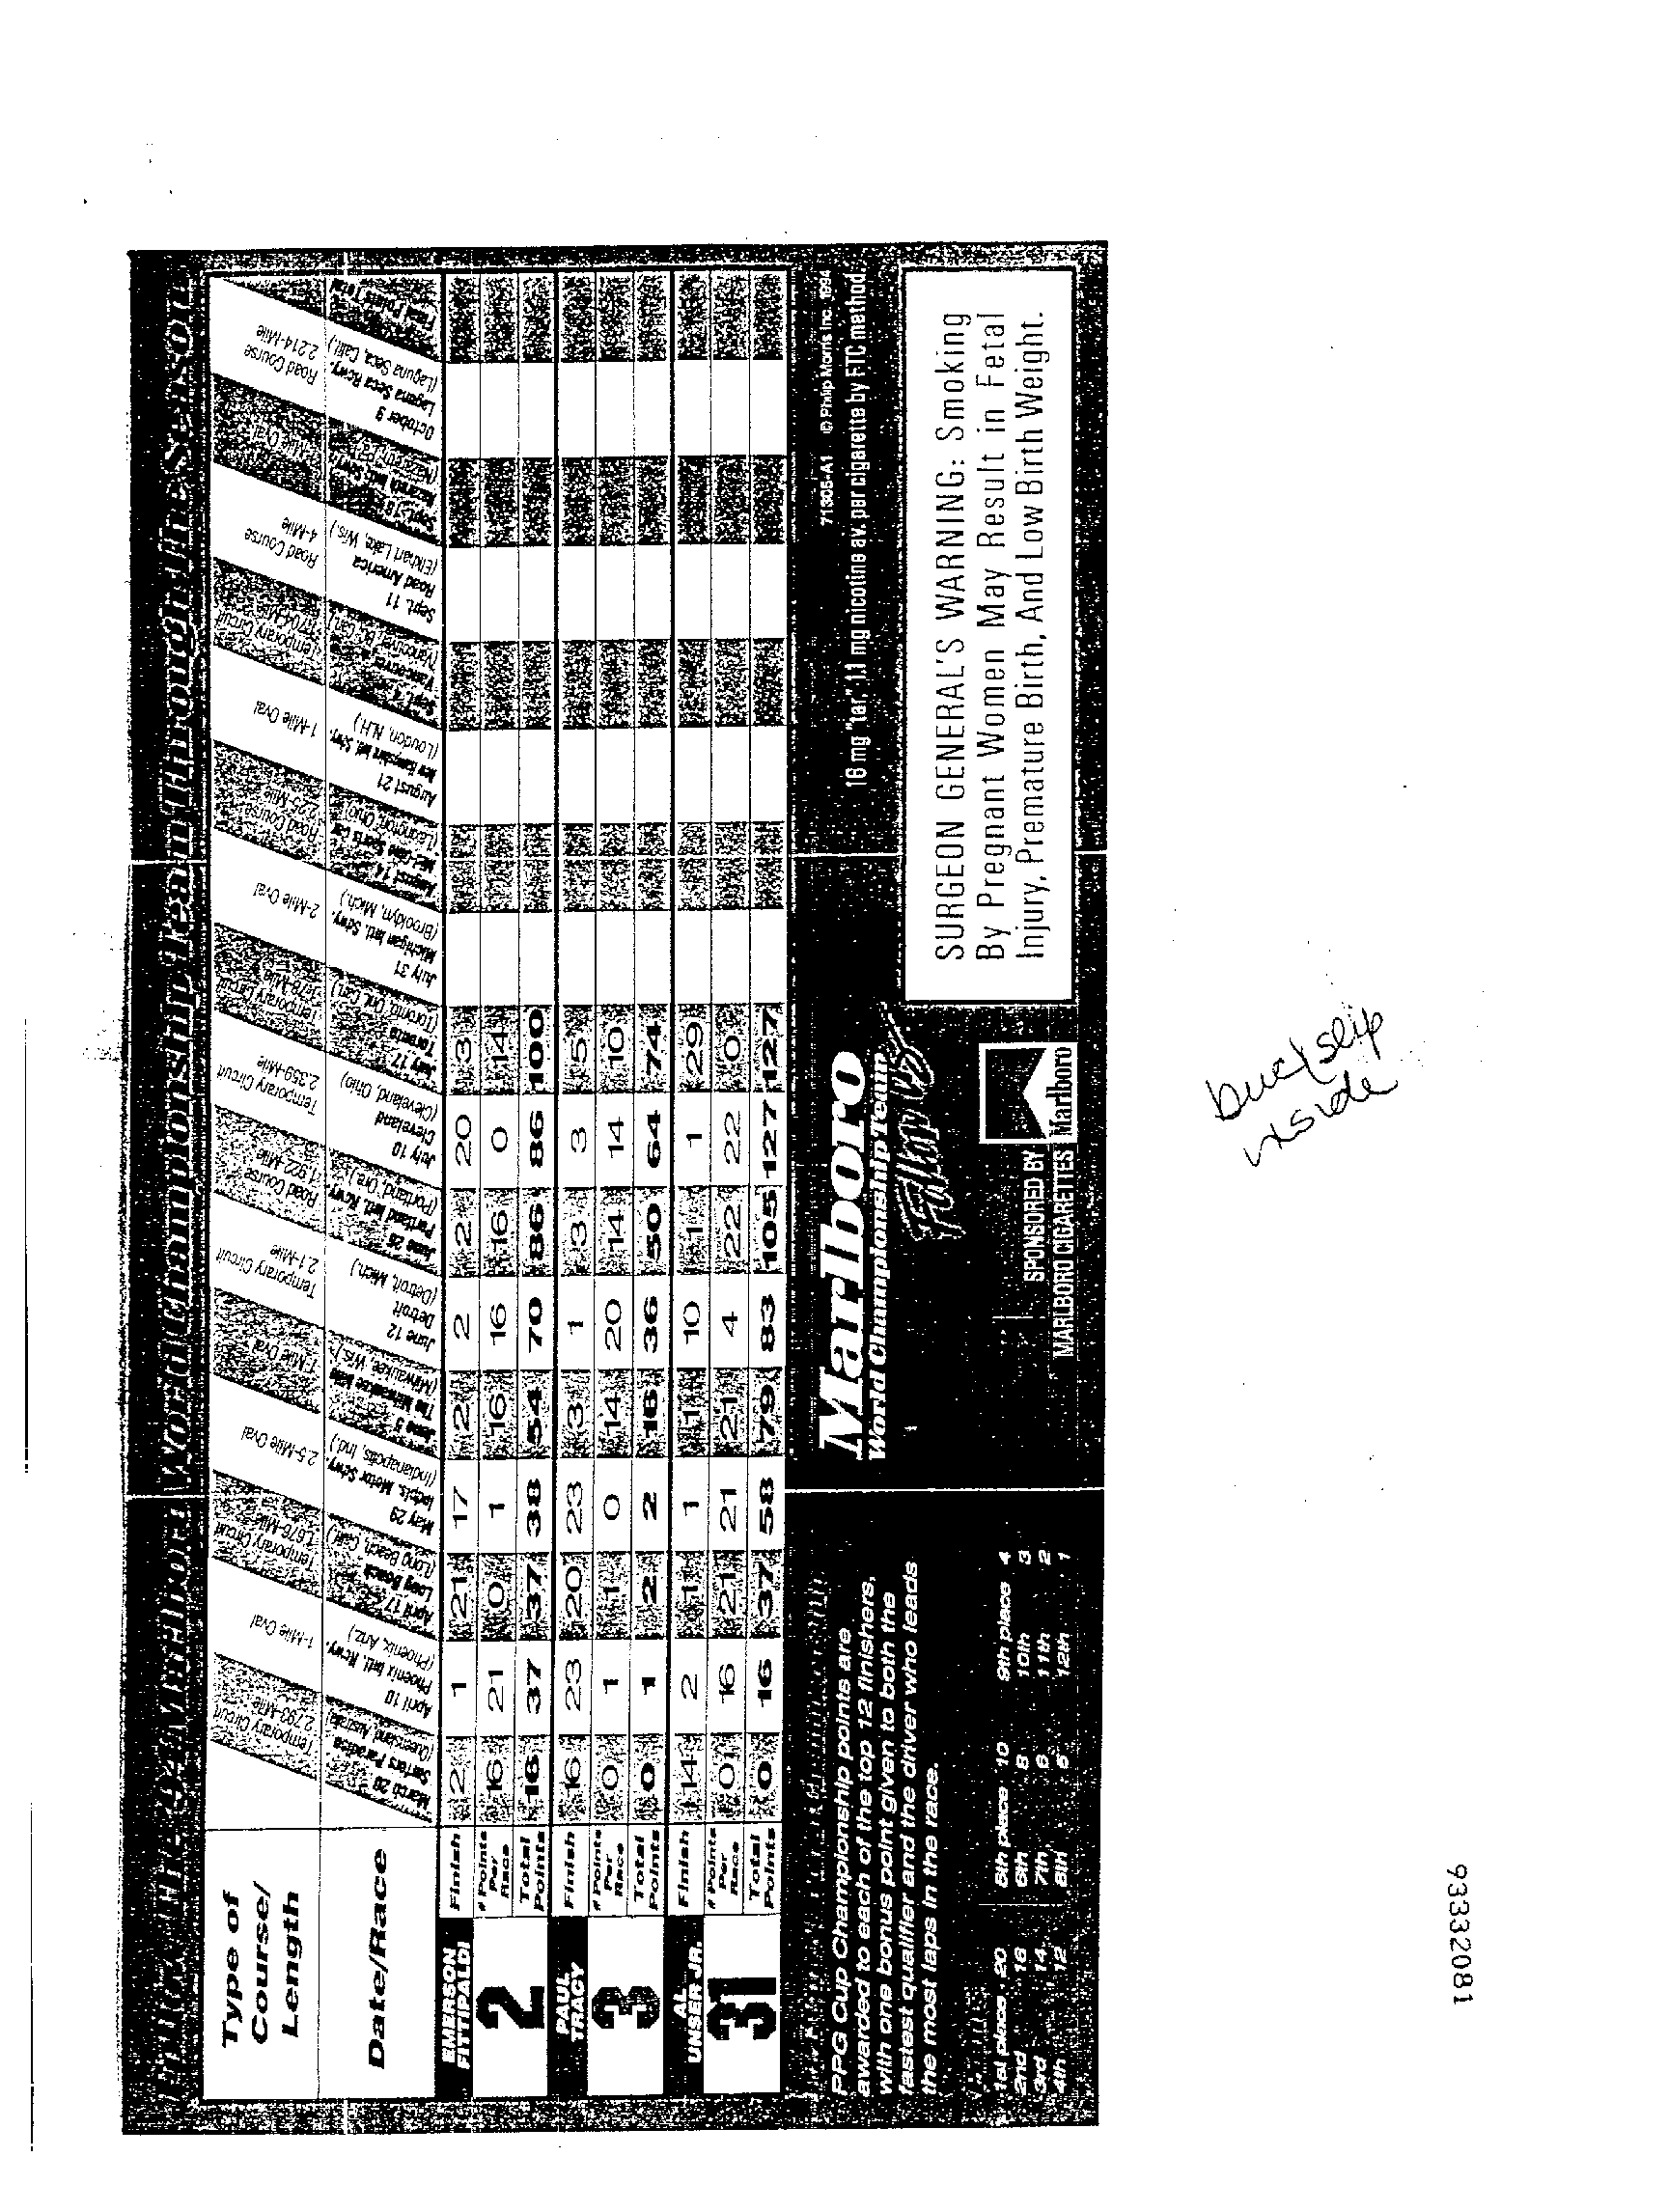 Follow The '94 Marlboro World Championship Team Through The Season
Type of
Course/
Length
Temporary Circuit
2.793-Mile
1-Mile Oval
Temporary Circuit
2.5-Mile Oval
1-Mile Oval
Temporary Circuit
2.1-Mile
Road Course
1.922-Mile
Temporary Circuit
2.359-Mile
Temporary Circuit
1.78-Mile
2-Mile Oval
Road Course
2.25-Mile
1-Mile Oval
Temporary Circuit
Road Course
4-Mile
1-Mile Oval
Road Course
2.214-Mile
Date/Race
March 20
Surfers Paradise
(Queensland, Australia)
April 10
Phoenix Intl. Rcwy.
(Phoenix, Ariz.)
April 17
Long Beach
(Long Beach, Calif.)
May 29
Indpls. Motor Sdwy.
(Indianapolis, Ind.)
June 5
The Milwaukee Mile
(Milwaukee, Wis.)
June 12
Detroit
(Detroit, Mich.)
June 26
Portland Intl. Rcwy.
(Portland, Ore.)
July 10
Cleveland
(Cleveland, Ohio)
July 17
Toronto
(Toronto, Ont. Can.)
July 31
Michigan Intl. Sdwy.
(Brooklyn, Mich.)
August 14
Mid-Ohio Sports Car
(Lexington, Ohio)
August 21
New Hampshire Intl. Sdwy.
(Loudon, N.H.)
Sept. 4
Vancouver
(Vancouver, Bc. Can.)
Sept. 11
Road America
(Elkhart Lake, Wis.)
Sept. 18
Nazareth Intl. Sdwy.
(Nazareth, Pa.)
October 9
Laguna Seca Rcwy.
(Laguna Seca, Calif.)
Final Points Total
EMERSON
FITTIPALDI
2
Finish 2 1 21 17 2 2 2 20 3
# Points Per Race 16 21 0 1 16 16 16 0 14
Total Points 16 37 37 38 54 70 86 86 100
PAUL
TRACY
3
Finish 16 23 20 23 3 1 3 3 5
# Points Per Race 0 1 1 0 14 20 14 14 10
Total Points 0 1 2 2 16 36 50 64 74
AL
UNSER JR.
31
Finish 14 2 1 1 1 10 1 1 29
# Points Per Race 0 16 21 21 21 4 22 22 0
Total Points 0 16 37 58 79 83 105 127 127
PPG Cup Championship points are
awarded to each of the top 12 finishers,
with one bonus point given to both the
fastest qualifier and the driver who leads
the most laps in the race.
1st place 20 5th place 10 9th place 4
2nd 16 6th 8 10th 3
3rd 14 7th 6 11th 2
4th 12 8th 5 12th 1
Marlboro
World Championship Team
Follow Us
SPONSORED BY
MARLBORO CIGARETTES
Marlboro
© Philip Morris Inc. 1994
16 mg "tar," 1.1 mg nicotine av. per cigarette by FTC method.
SURGEON GENERAL'S WARNING: Smoking
By Pregnant Women May Result in Fetal
Injury, Premature Birth, And Low Birth Weight.
buckslip
93332081